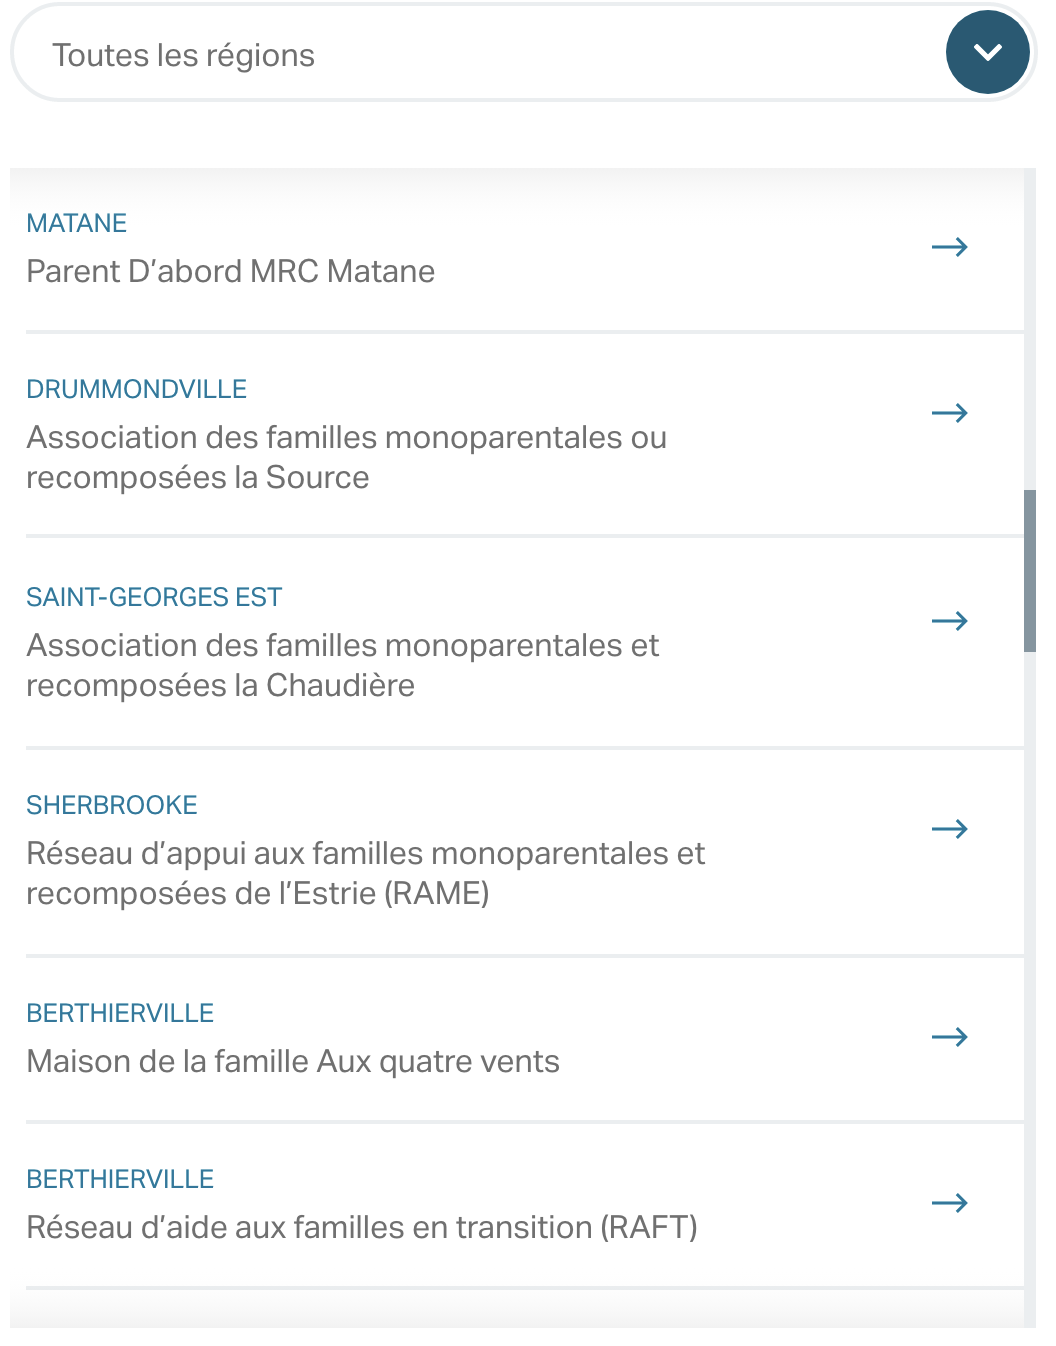 Toutes les régions
MATANE
Parent D’abord MRC Matane
DRUMMONDVILLE
Association des familles monoparentales ou
recomposées la Source
SAINT-GEORGES EST
Association des familles monoparentales et
recomposées la Chaudière
SHERBROOKE
Réseau d’appui aux familles monoparentales et
recomposées de l’Estrie (RAME)
BERTHIERVILLE
Maison de la famille Aux quatre vents
BERTHIERVILLE
Réseau d’aide aux familles en transition (RAFT)